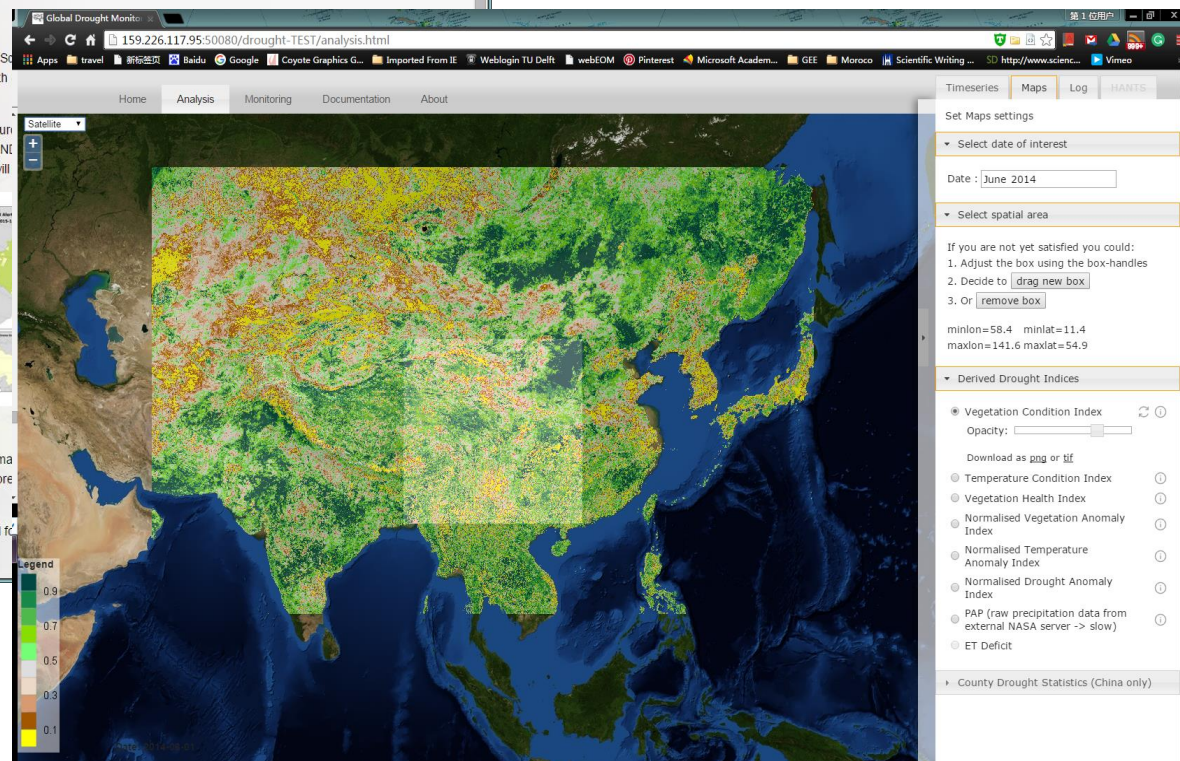 Global Drought Monito
第 1 位用户
159.226.117.95:50080/drought-TEST/analysis.html
Apps travel 新标签页 Baidu Google Coyote Graphics G... Imported From IE Weblogin TU Delft webEOM Pinterest Microsoft Academ... GEE Moroco Scientific Writing ... SD http://www.scienc... Vimeo
Home Analysis Monitoring Documentation About
Timeseries Maps Log HANTS
Satellite
+
−
Set Maps settings
Select date of interest
Date : June 2014
Select spatial area
If you are not yet satisfied you could:
1. Adjust the box using the box-handles
2. Decide to drag new box
3. Or remove box
minlon=58.4 minlat=11.4
maxlon=141.6 maxlat=54.9
Derived Drought Indices
Vegetation Condition Index
Opacity:
Download as png or tif
Temperature Condition Index
Vegetation Health Index
Normalised Vegetation Anomaly
Index
Normalised Temperature
Anomaly Index
Normalised Drought Anomaly
Index
PAP (raw precipitation data from
external NASA server -> slow)
ET Deficit
County Drought Statistics (China only)
Legend
0.9
0.7
0.5
0.3
0.1